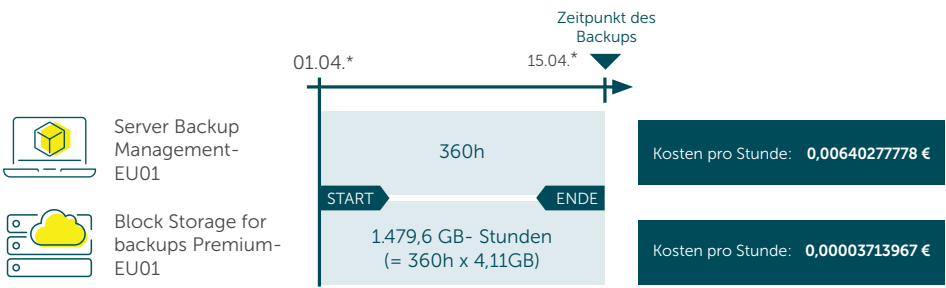 Zeitpunkt des
Backups
01.04.*
15.04.*
Server Backup
Management-
EU01
360h
Kosten pro Stunde: 0,00640277778 €
START
ENDE
Block Storage for
backups Premium-
EU01
1.479,6 GB- Stunden
(= 360h x 4,11GB)
Kosten pro Stunde: 0,00003713967 €